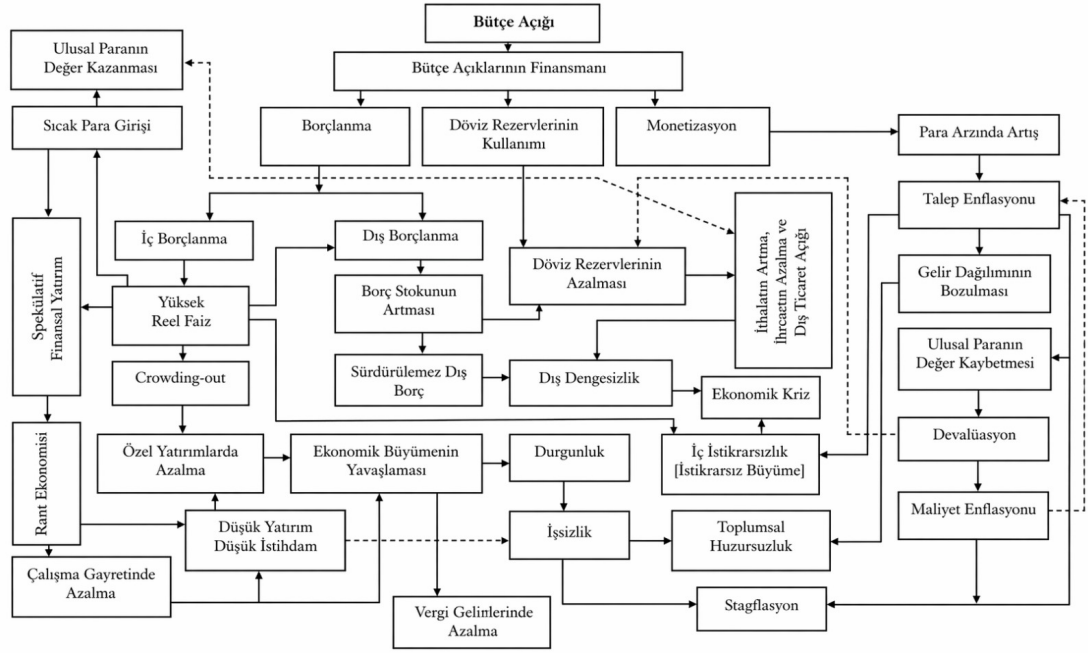 Bütçe Açığı
Ulusal Paranın
Değer Kazanması
Bütçe Açıklarının Finansmanı
Sıcak Para Girişi
Borçlanma
Döviz Rezervlerinin
Kullanımı
Monetizasyon
Para Arzında Artış
Talep Enflasyonu
İç Borçlanma
Dış Borçlanma
Döviz Rezervlerinin
Azalması
İthalatın Artma,
İhrcaetın Azalma ve
Dış Ticaret Açığı
Gelir Dağılımının
Bozulması
Spekülatif
Finansal Yatırım
Yüksek
Reel Faiz
Borç Stokunun
Artması
Ulusal Paranın
Değer Kaybetmesi
Crowding-out
Sürdürülemez Dış
Borç
Dış Dengesizlik
Ekonomik Kriz
Devalüasyon
Rant Ekonomisi
Özel Yatırımlarda
Azalma
Ekonomik Büyümenin
Yavaşlaması
Durgunluk
İç İstikrarsızlık
[İstikrarsız Büyüme]
Maliyet Enflasyonu
Düşük Yatırım
Düşük İstihdam
İşsizlik
Toplumsal
Huzursuzluk
Çalışma Gayretinde
Azalma
Vergi Gelirlerinde
Azalma
Stagflasyon